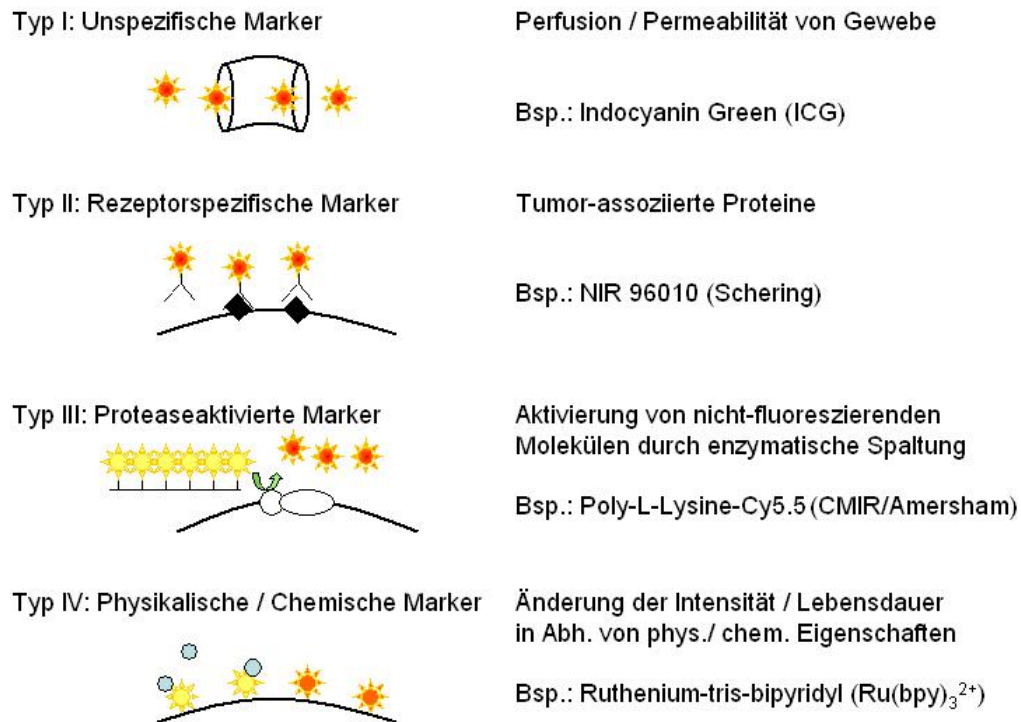 Typ I: Unspezifische Marker
Perfusion / Permeabilität von Gewebe
Bsp.: Indocyanin Green (ICG)
Typ II: Rezeptorspezifische Marker
Tumor-assoziierte Proteine
Bsp.: NIR 96010 (Schering)
Typ III: Proteaseaktivierte Marker
Aktivierung von nicht-fluoreszierenden
Molekülen durch enzymatische Spaltung
Bsp.: Poly-L-Lysine-Cy5.5 (CMIR/Amersham)
Typ IV: Physikalische / Chemische Marker
Änderung der Intensität / Lebensdauer
in Abh. von phys./ chem. Eigenschaften
Bsp.: Ruthenium-tris-bipyridyl (Ru(bpy)₃²⁺)